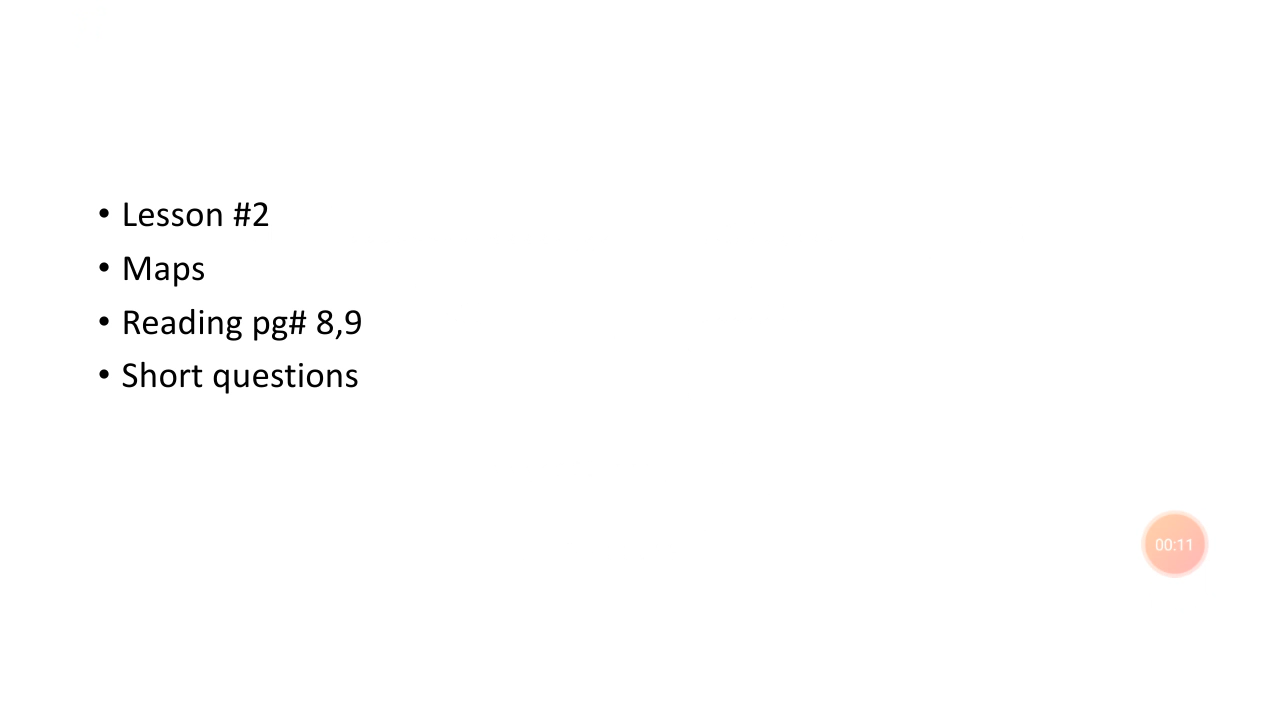 • Lesson #2
• Maps
• Reading pg# 8,9
• Short questions
00:11